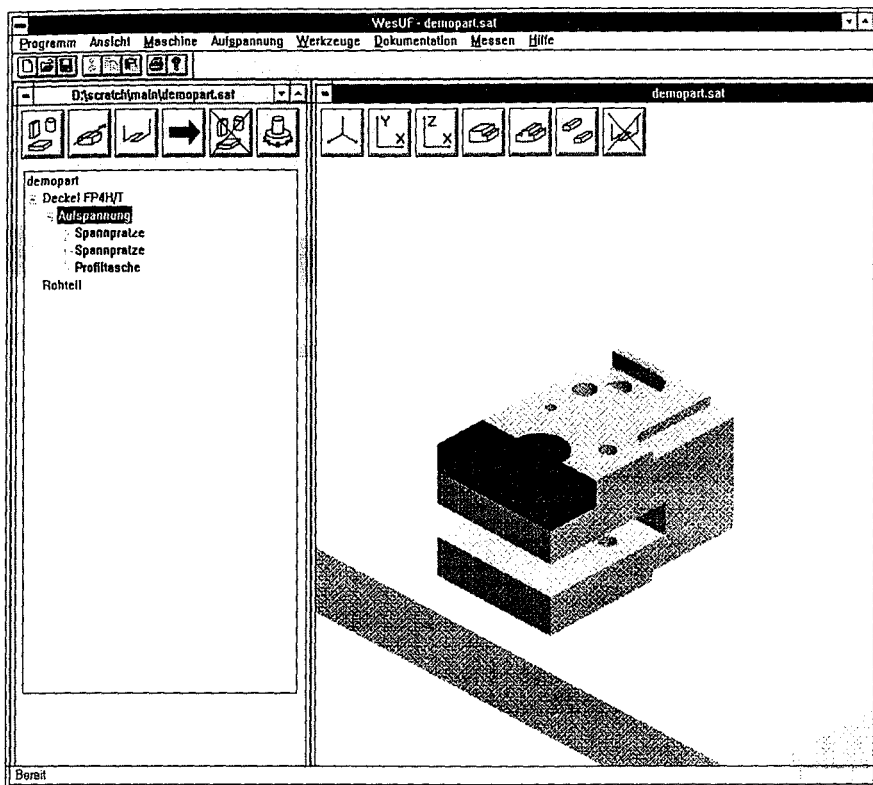 WesUF - demopart.sat
Programm Ansicht Maschine Aufspannung Werkzeuge Dokumentation Messen Hilfe
D:\scratch\main\demopart.sat
demopart.sat
Y X
Z X
demopart
Deckel FP4H/T
Aufspannung
Spannpratze
Spannpratze
Profiltasche
Rohteil
Bereit